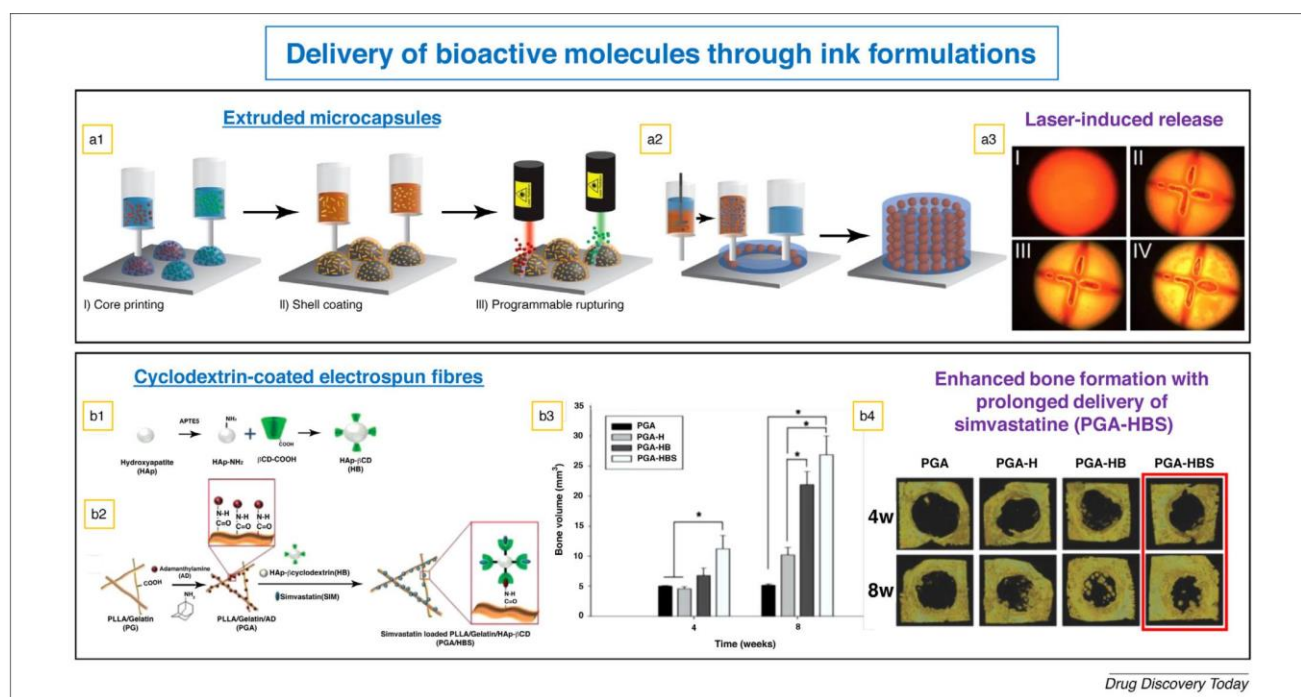 Delivery of bioactive molecules through ink formulations
Extruded microcapsules
a1
I) Core printing
II) Shell coating
III) Programmable rupturing
a2
a3
Laser-induced release
I
II
III
IV
Cyclodextrin-coated electrospun fibres
b1
Hydroxyapatite
(HAp)
APTES
NH₂
HAp-NH₂
+
COOH
βCD-COOH
HAp-βCD
(HB)
b2
N-H
C=O
N-H
C=O
N-H
C=O
COOH
PLLA/Gelatin
(PG)
Adamanthylamine
(AD)
NH₂
PLLA/Gelatin/AD
(PGA)
HAp-βcyclodextrin(HB)
Simvastatin(SIM)
N-H
C=O
Simvastatin loaded PLLA/Gelatin/HAp-βCD
(PGA/HBS)
b3
PGA
PGA-H
PGA-HB
PGA-HBS
Bone volume (mm³)
35
30
25
20
15
10
5
0
*
*
*
*
4
8
Time (weeks)
b4
Enhanced bone formation with
prolonged delivery of
simvastatine (PGA-HBS)
PGA PGA-H PGA-HB PGA-HBS
4w
8w
Drug Discovery Today